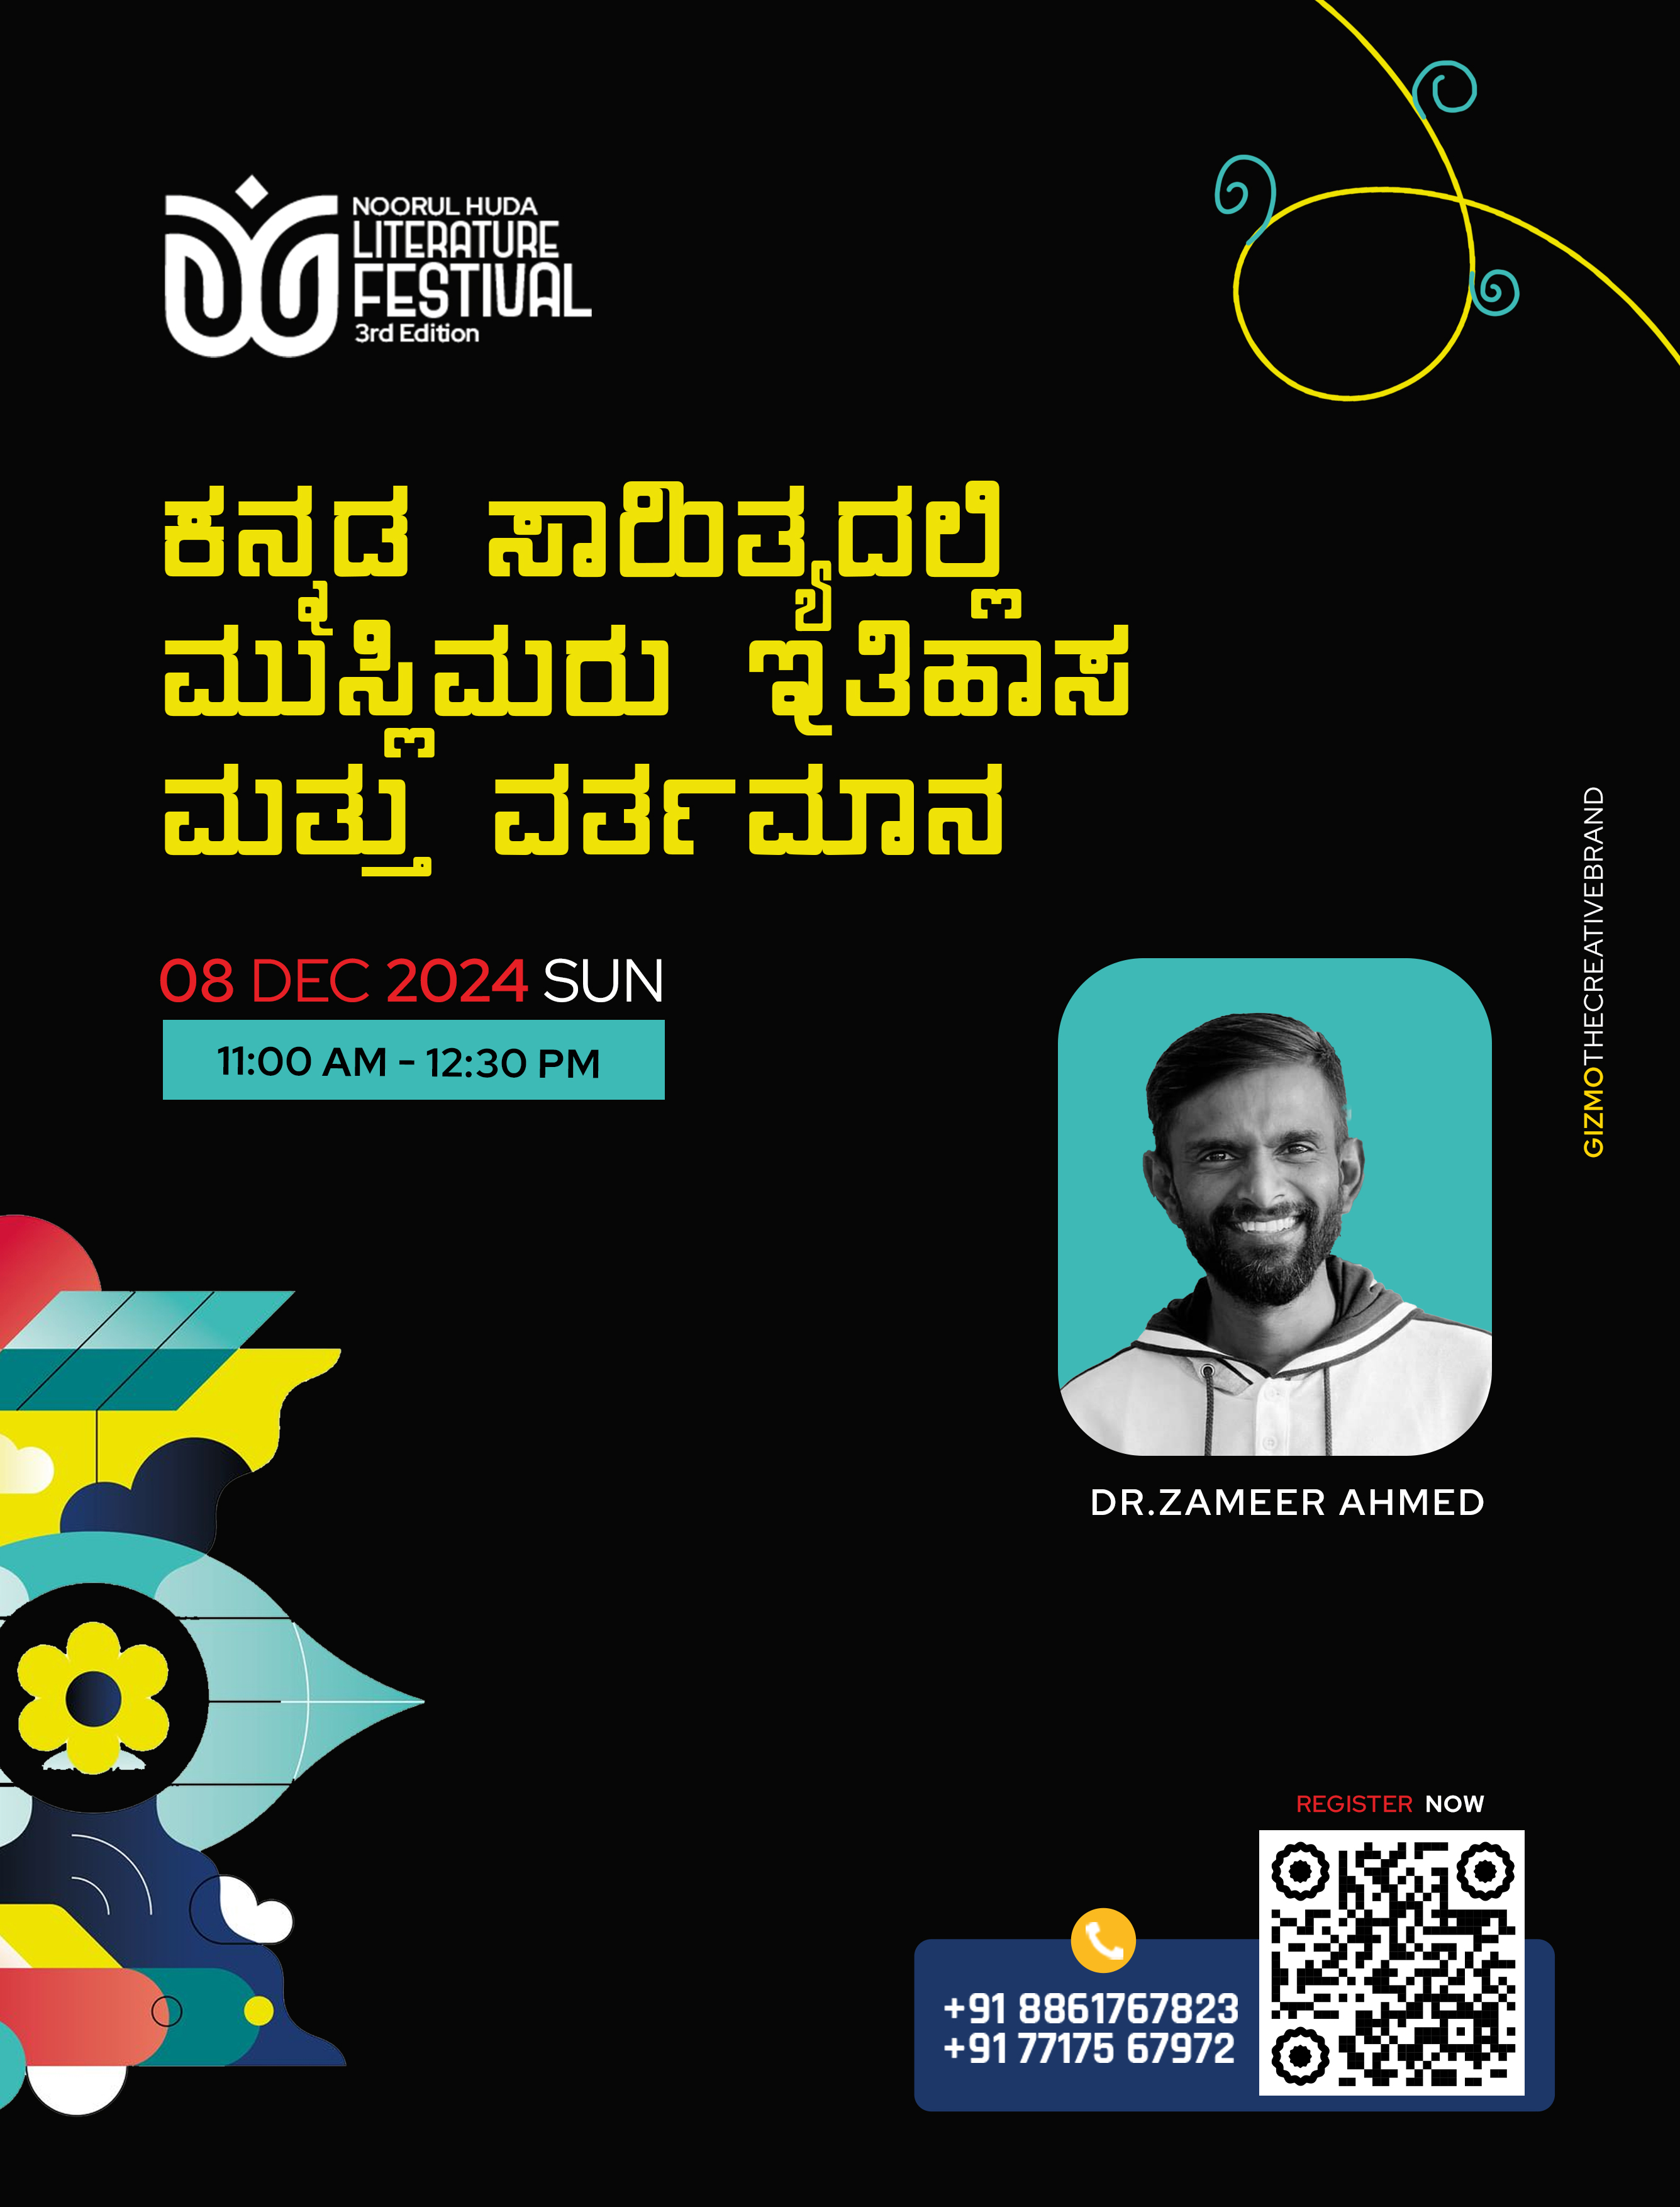 NOORUL HUDA
LITERATURE
FESTIVAL
3rd Edition
ಕನ್ನಡ ಸಾಹಿತ್ಯದಲ್ಲಿ
ಮುಸ್ಲಿಮರು ಇತಿಹಾಸ
ಮತ್ತು ವರ್ತಮಾನ
08 DEC 2024 SUN
11:00 AM - 12:30 PM
GIZMOTHECREATIVEBRAND
DR.ZAMEER AHMED
REGISTER NOW
+91 8861767823
+91 77175 67972